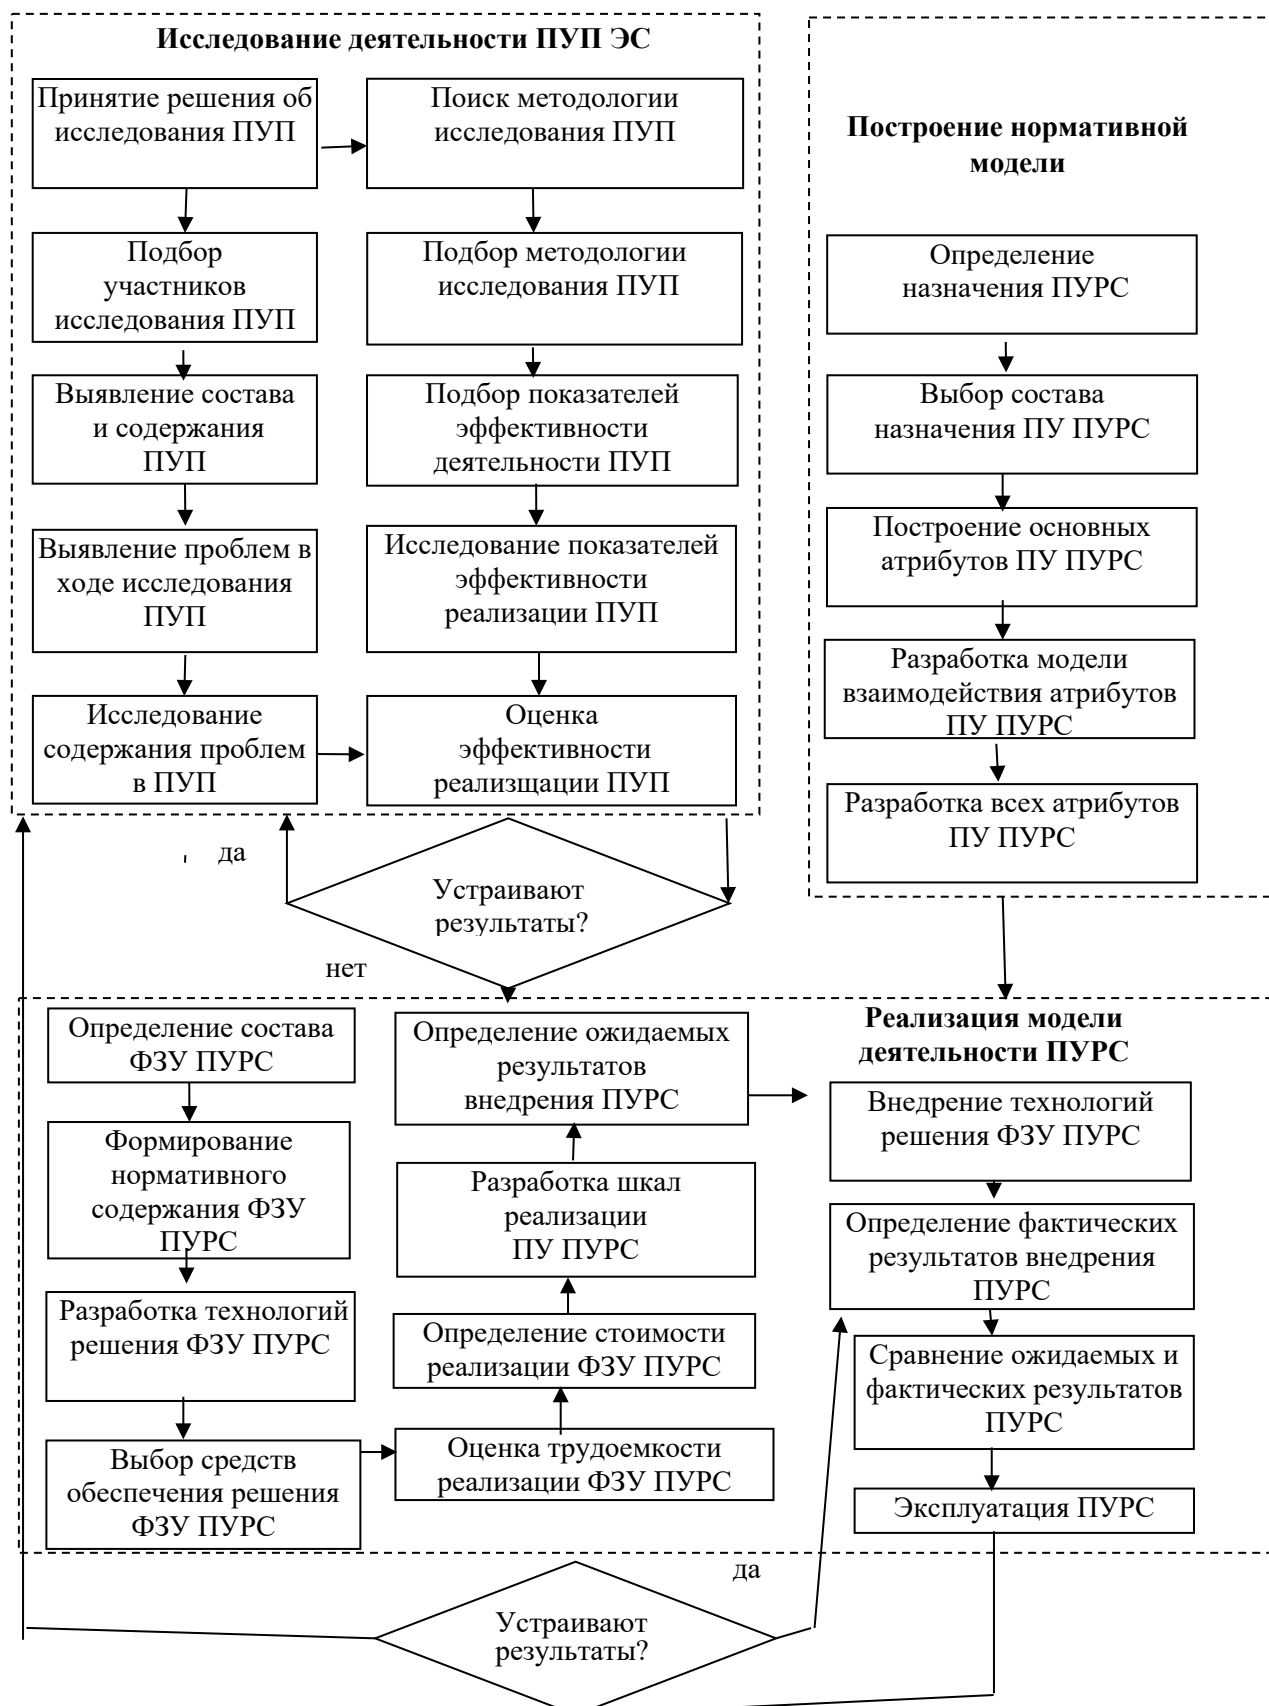 Исследование деятельности ПУП ЭС
Принятие решения об
исследования ПУП
Поиск методологии
исследования ПУП
Подбор
участников
исследования ПУП
Подбор методологии
исследования ПУП
Выявление состава
и содержания
ПУП
Подбор показателей
эффективности
деятельности ПУП
Выявление проблем в
ходе исследования
ПУП
Исследование показателей
эффективности
реализации ПУП
Исследование
содержания проблем
в ПУП
Оценка
эффективности
реализщации ПУП
Построение нормативной
модели
Определение
назначения ПУРС
Выбор состава
назначения ПУ ПУРС
Построение основных
атрибутов ПУ ПУРС
Разработка модели
взаимодействия атрибутов
ПУ ПУРС
Разработка всех атрибутов
ПУ ПУРС
да
Устраивают
результаты?
нет
Определение состава
ФЗУ ПУРС
Формирование
нормативного
содержания ФЗУ
ПУРС
Разработка технологий
решения ФЗУ ПУРС
Выбор средств
обеспечения решения
ФЗУ ПУРС
Определение ожидаемых
результатов
внедрения ПУРС
Разработка шкал
реализации
ПУ ПУРС
Определение стоимости
реализации ФЗУ ПУРС
Оценка трудоемкости
реализации ФЗУ ПУРС
Реализация модели
деятельности ПУРС
Внедрение технологий
решения ФЗУ ПУРС
Определение фактических
результатов внедрения
ПУРС
Сравнение ожидаемых и
фактических результатов
ПУРС
Эксплуатация ПУРС
да
Устраивают
результаты?